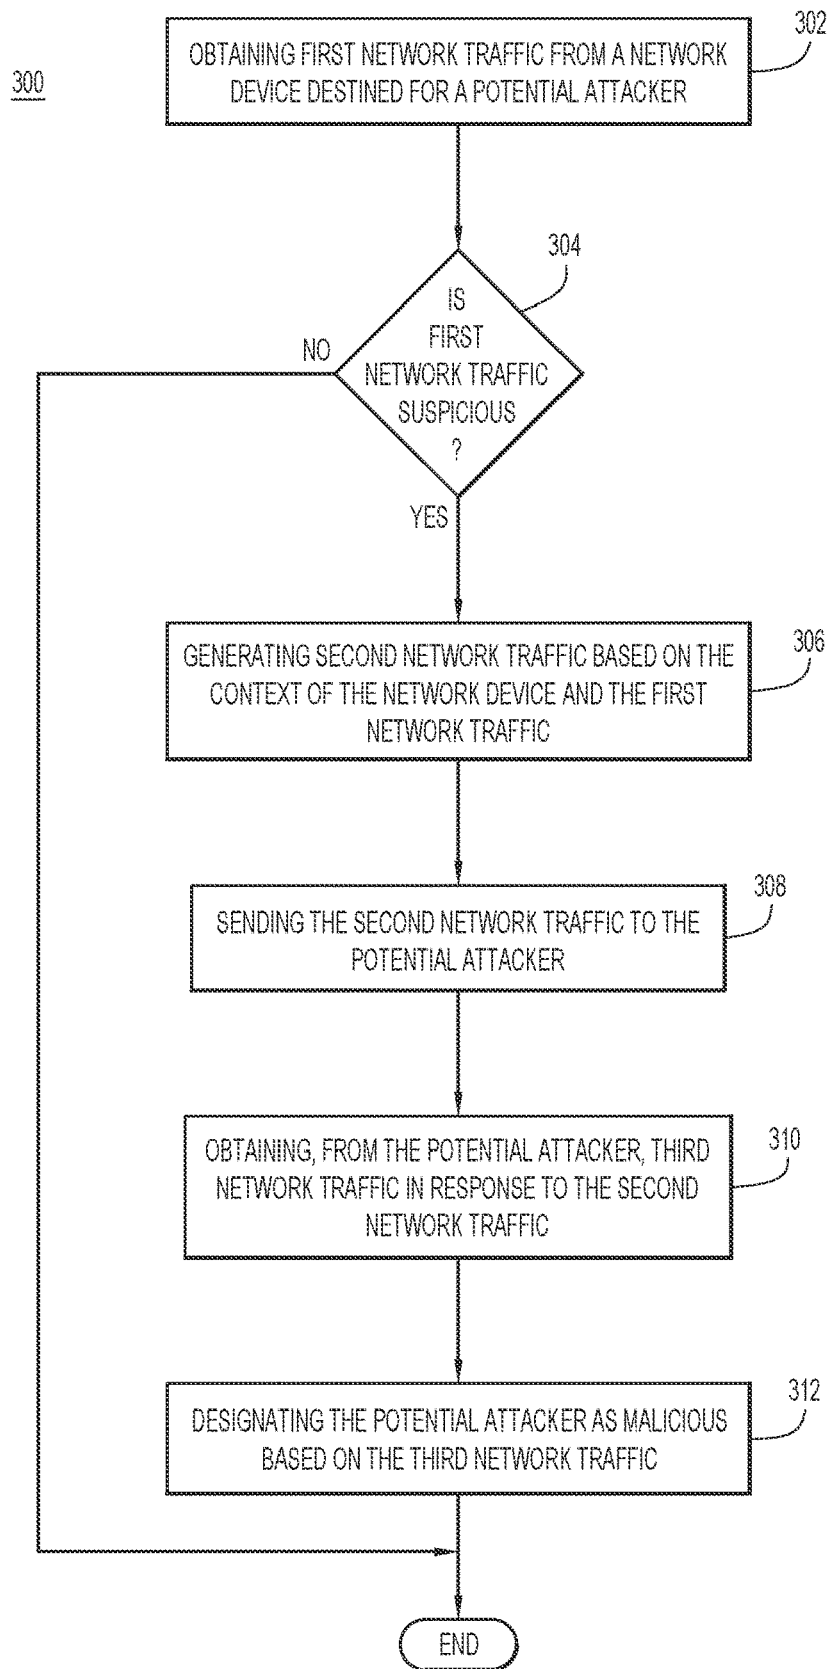 302
OBTAINING FIRST NETWORK TRAFFIC FROM A NETWORK
DEVICE DESTINED FOR A POTENTIAL ATTACKER
300
304
IS
FIRST
NETWORK TRAFFIC
SUSPICIOUS
?
NO
YES
306
GENERATING SECOND NETWORK TRAFFIC BASED ON THE
CONTEXT OF THE NETWORK DEVICE AND THE FIRST
NETWORK TRAFFIC
308
SENDING THE SECOND NETWORK TRAFFIC TO THE
POTENTIAL ATTACKER
310
OBTAINING, FROM THE POTENTIAL ATTACKER, THIRD
NETWORK TRAFFIC IN RESPONSE TO THE SECOND
NETWORK TRAFFIC
312
DESIGNATING THE POTENTIAL ATTACKER AS MALICIOUS
BASED ON THE THIRD NETWORK TRAFFIC
END